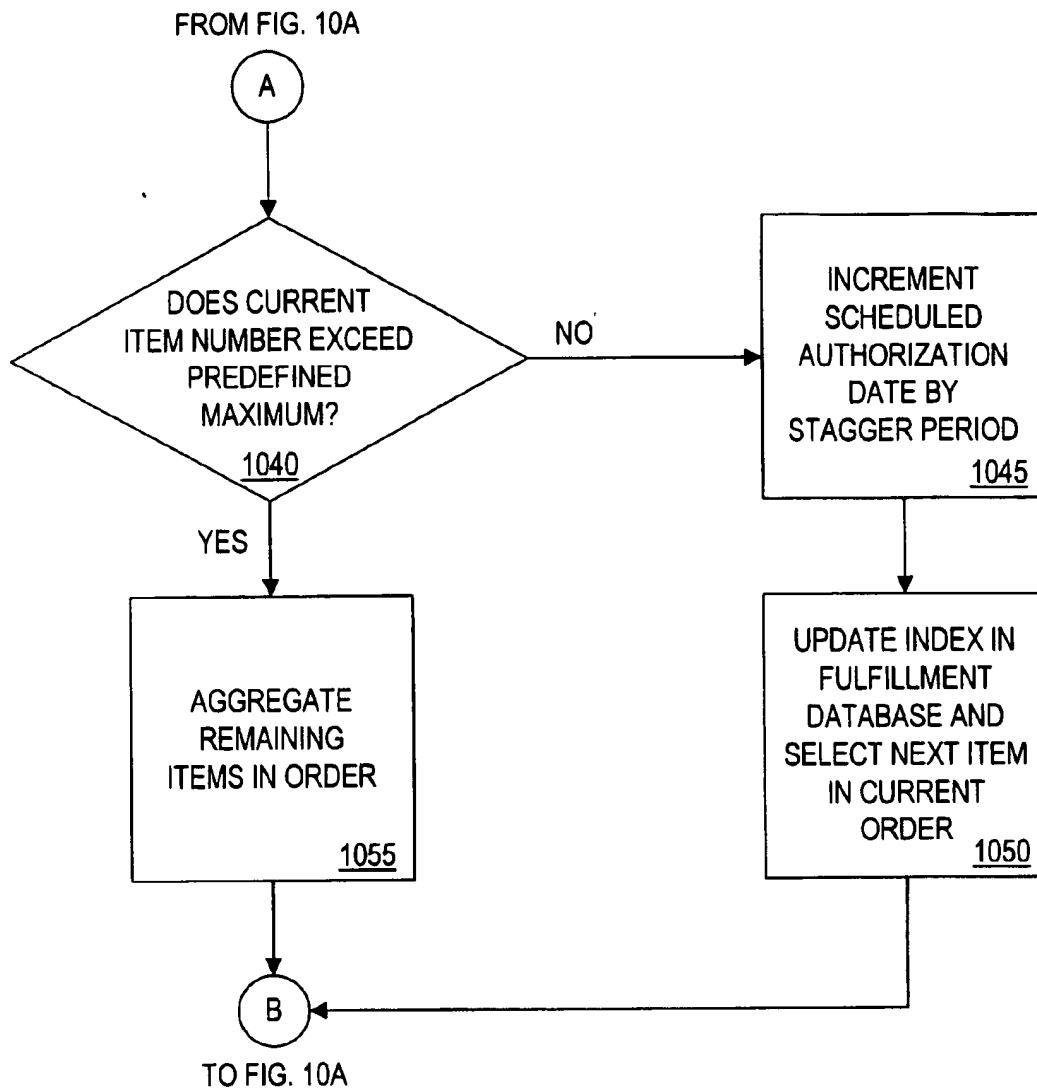 FROM FIG. 10A
A
DOES CURRENT
ITEM NUMBER EXCEED
PREDEFINED
MAXIMUM?
1040
NO
YES
INCREMENT
SCHEDULED
AUTHORIZATION
DATE BY
STAGGER PERIOD
1045
UPDATE INDEX IN
FULFILLMENT
DATABASE AND
SELECT NEXT ITEM
IN CURRENT
ORDER
1050
AGGREGATE
REMAINING
ITEMS IN ORDER
1055
B
TO FIG. 10A